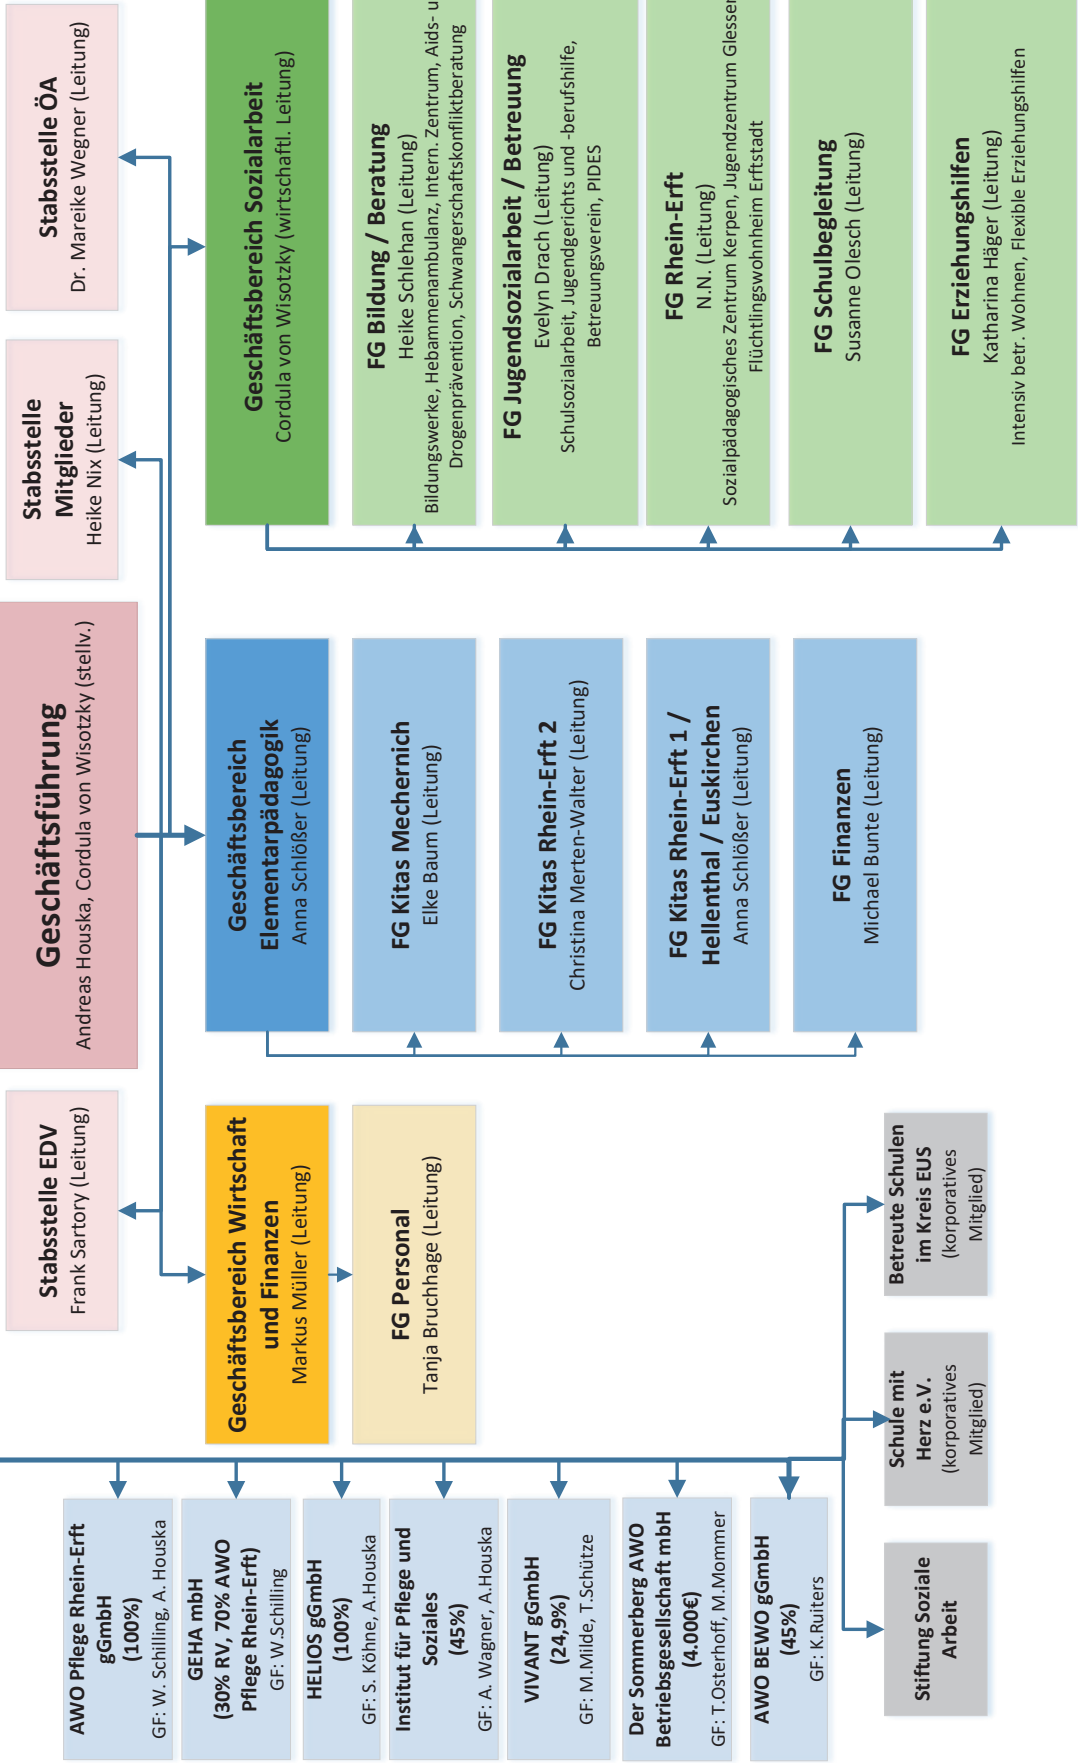 Geschäftsführung
Andreas Houska, Cordula von Wisotzky (stellv.)
Stabsstelle EDV
Frank Sartory (Leitung)
Stabsstelle
Mitglieder
Heike Nix (Leitung)
Stabsstelle ÖA
Dr. Mareike Wegner (Leitung)
Geschäftsbereich Wirtschaft
und Finanzen
Markus Müller (Leitung)
FG Personal
Tanja Bruchhage (Leitung)
Geschäftsbereich
Elementarpädagogik
Anna Schlößer (Leitung)
FG Kitas Mechernich
Elke Baum (Leitung)
FG Kitas Rhein-Erft 2
Christina Merten-Walter (Leitung)
FG Kitas Rhein-Erft 1 /
Hellenthal / Euskirchen
Anna Schlößer (Leitung)
FG Finanzen
Michael Bunte (Leitung)
Geschäftsbereich Sozialarbeit
Cordula von Wisotzky (wirtschaftl. Leitung)
FG Bildung / Beratung
Heike Schlehan (Leitung)
Bildungswerke, Hebammenambulanz, Intern. Zentrum, Aids- u
Drogenprävention, Schwangerschaftskonfliktberatung
FG Jugendsozialarbeit / Betreuung
Evelyn Drach (Leitung)
Schulsozialarbeit, Jugendgerichts und -berufshilfe,
Betreuungsverein, PIDES
FG Rhein-Erft
N.N. (Leitung)
Sozialpädagogisches Zentrum Kerpen, Jugendzentrum Glessen
Flüchtlingswohnheim Erftstadt
FG Schulbegleitung
Susanne Olesch (Leitung)
FG Erziehungshilfen
Katharina Häger (Leitung)
Intensiv betr. Wohnen, Flexible Erziehungshilfen
AWO Pflege Rhein-Erft
gGmbH
(100%)
GF: W. Schilling, A. Houska
GEHA mbH
(30% RV, 70% AWO
Pflege Rhein-Erft)
GF: W.Schilling
HELIOS gGmbH
(100%)
GF: S. Köhne, A.Houska
Institut für Pflege und
Soziales
(45%)
GF: A. Wagner, A.Houska
VIVANT gGmbH
(24,9%)
GF: M.Milde, T.Schütze
Der Sommerberg AWO
Betriebsgesellschaft mbH
(4.000€)
GF: T.Osterhoff, M.Mommer
AWO BEWO gGmbH
(45%)
GF: K.Ruiters
Stiftung Soziale
Arbeit
Schule mit
Herz e.V.
(korporatives
Mitglied)
Betreute Schulen
im Kreis EUS
(korporatives
Mitglied)